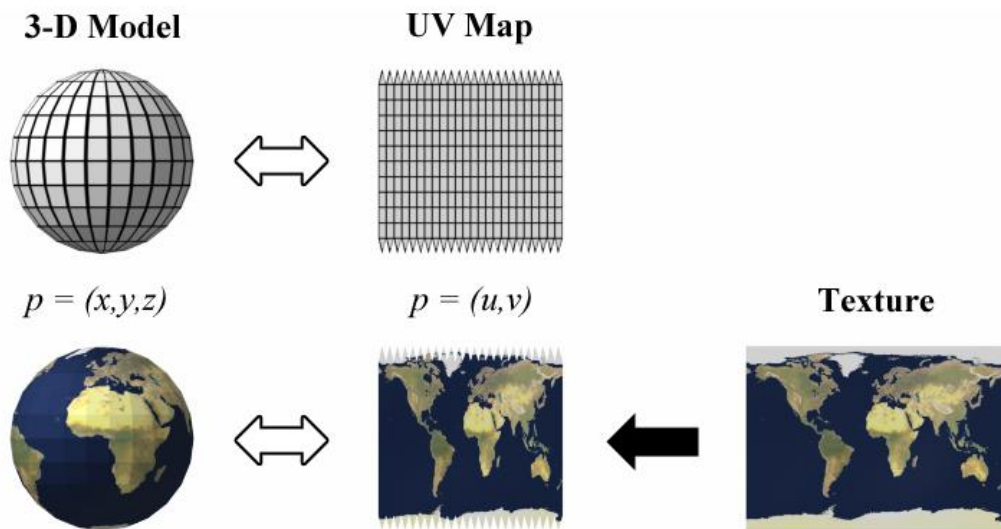 3-D Model
UV Map
p = (x,y,z)
p = (u,v)
Texture